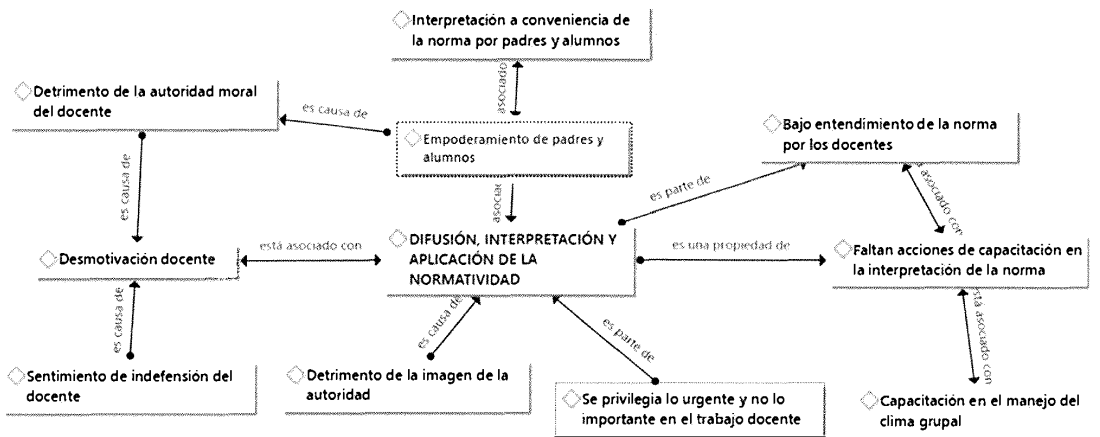 Interpretación a conveniencia de
la norma por padres y alumnos
asociado
Detrimento de la autoridad moral
del docente
es causa de
Empoderamiento de padres y
alumnos
Bajo entendimiento de la norma
por los docentes
es causa de
es parte de
asociado con
Desmotivación docente
está asociado con
DIFUSIÓN, INTERPRETACIÓN Y
APLICACIÓN DE LA
NORMATIVIDAD
es una propiedad de
Faltan acciones de capacitación en
la interpretación de la norma
es causa de
es causa de
es parte de
está asociado con
Sentimiento de indefensión del
docente
Detrimento de la imagen de la
autoridad
Se privilegia lo urgente y no lo
importante en el trabajo docente
Capacitación en el manejo del
clima grupal